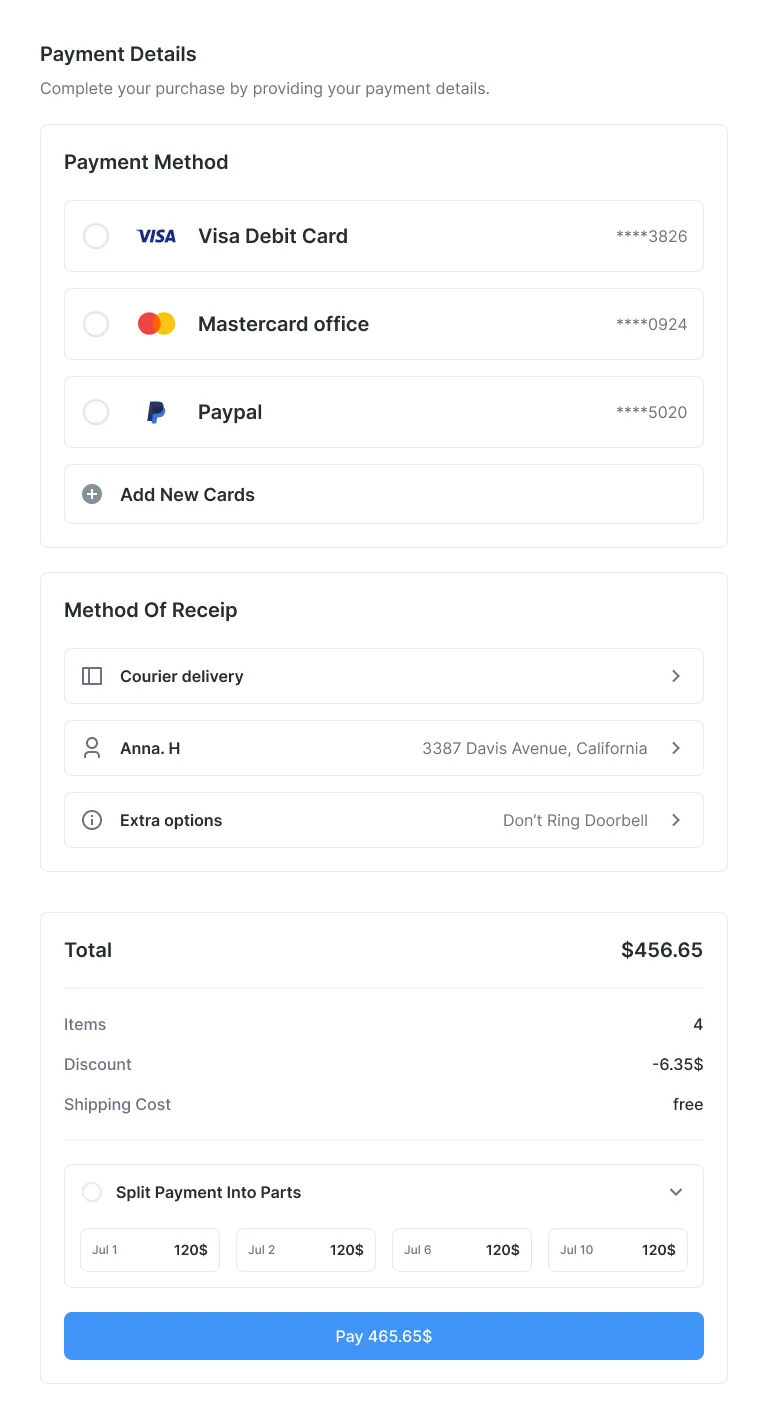 Payment Details
Complete your purchase by providing your payment details.
Payment Method
VISA Visa Debit Card ****3826
Mastercard office ****0924
Paypal ****5020
Add New Cards
Method Of Receip
Courier delivery
Anna. H 3387 Davis Avenue, California
Extra options Don’t Ring Doorbell
Total $456.65
Items 4
Discount -6.35$
Shipping Cost free
Split Payment Into Parts
Jul 1 120$ Jul 2 120$ Jul 6 120$ Jul 10 120$
Pay 465.65$